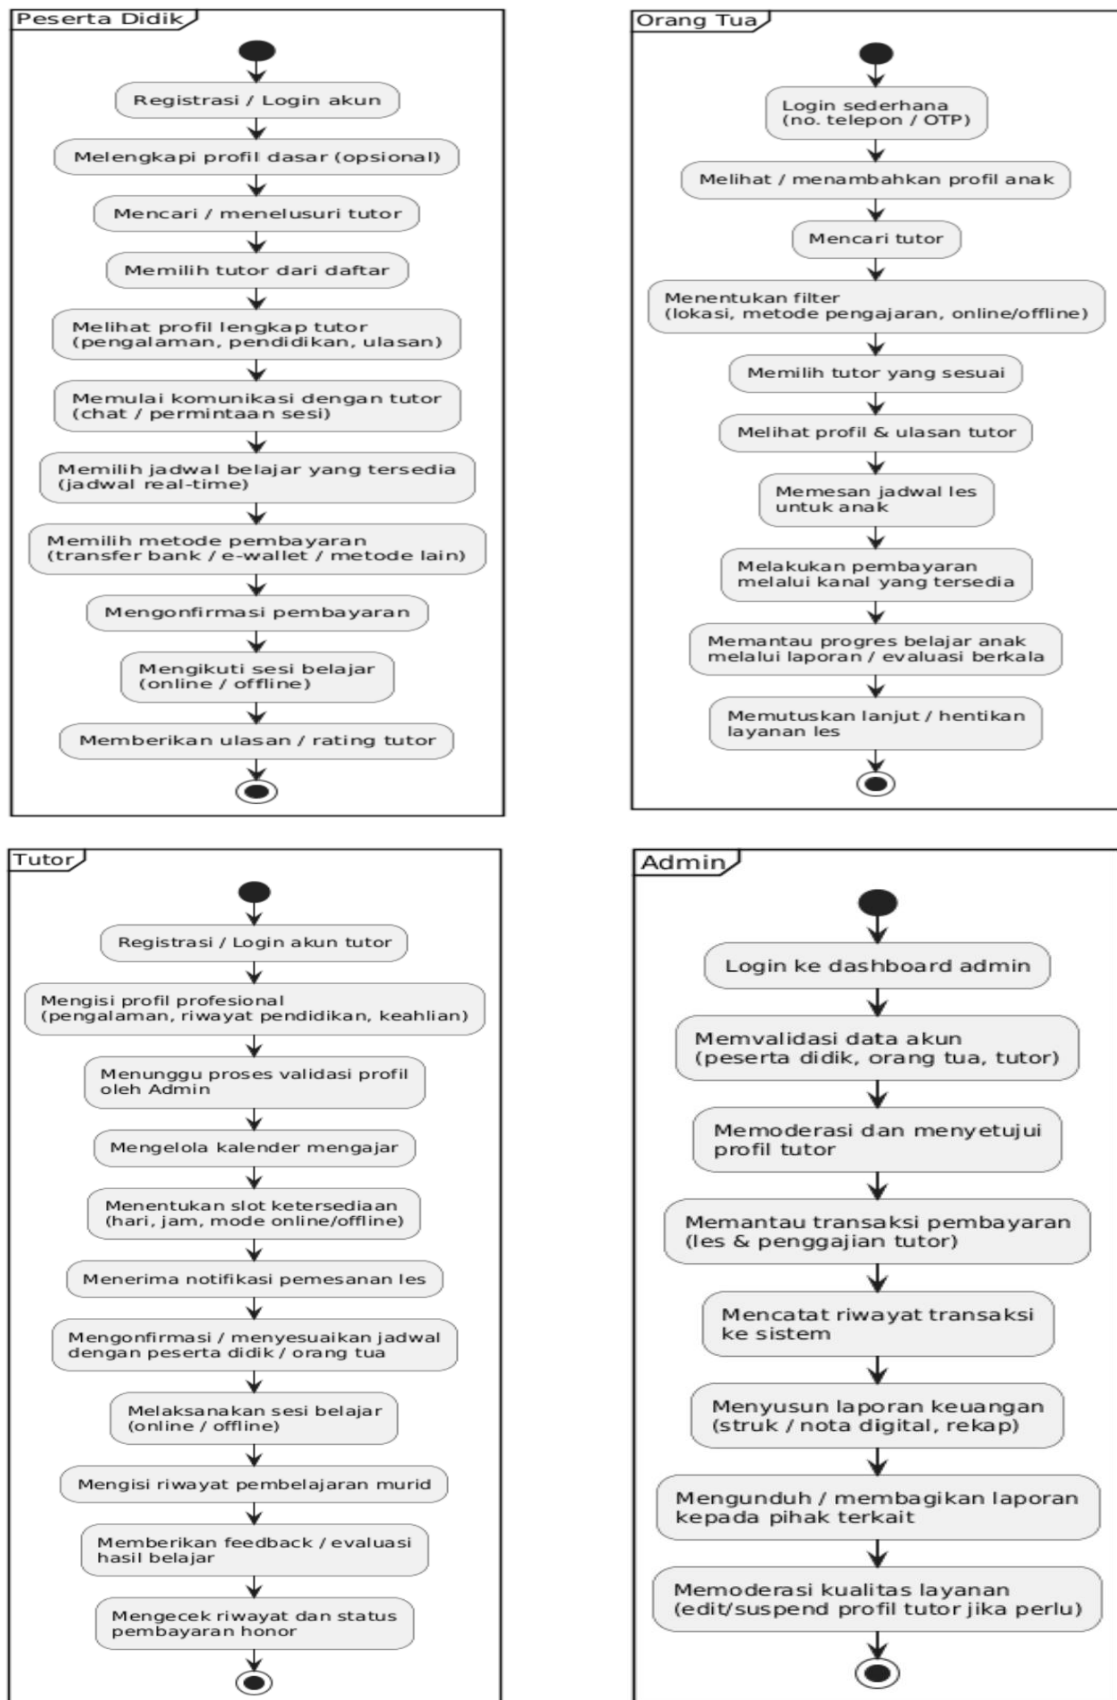 Peserta Didik
Registrasi / Login akun
Melengkapi profil dasar (opsional)
Mencari / menelusuri tutor
Memilih tutor dari daftar
Melihat profil lengkap tutor
(pengalaman, pendidikan, ulasan)
Memulai komunikasi dengan tutor
(chat / permintaan sesi)
Memilih jadwal belajar yang tersedia
(jadwal real-time)
Memilih metode pembayaran
(transfer bank / e-wallet / metode lain)
Mengonfirmasi pembayaran
Mengikuti sesi belajar
(online / offline)
Memberikan ulasan / rating tutor
Orang Tua
Login sederhana
(no. telepon / OTP)
Melihat / menambahkan profil anak
Mencari tutor
Menentukan filter
(lokasi, metode pengajaran, online/offline)
Memilih tutor yang sesuai
Melihat profil & ulasan tutor
Memesan jadwal les
untuk anak
Melakukan pembayaran
melalui kanal yang tersedia
Memantau progres belajar anak
melalui laporan / evaluasi berkala
Memutuskan lanjut / hentikan
layanan les
Tutor
Registrasi / Login akun tutor
Mengisi profil profesional
(pengalaman, riwayat pendidikan, keahlian)
Menunggu proses validasi profil
oleh Admin
Mengelola kalender mengajar
Menentukan slot ketersediaan
(hari, jam, mode online/offline)
Menerima notifikasi pemesanan les
Mengonfirmasi / menyesuaikan jadwal
dengan peserta didik / orang tua
Melaksanakan sesi belajar
(online / offline)
Mengisi riwayat pembelajaran murid
Memberikan feedback / evaluasi
hasil belajar
Mengecek riwayat dan status
pembayaran honor
Admin
Login ke dashboard admin
Memvalidasi data akun
(peserta didik, orang tua, tutor)
Memoderasi dan menyetujui
profil tutor
Memantau transaksi pembayaran
(les & penggajian tutor)
Mencatat riwayat transaksi
ke sistem
Menyusun laporan keuangan
(struk / nota digital, rekap)
Mengunduh / membagikan laporan
kepada pihak terkait
Memoderasi kualitas layanan
(edit/suspend profil tutor jika perlu)